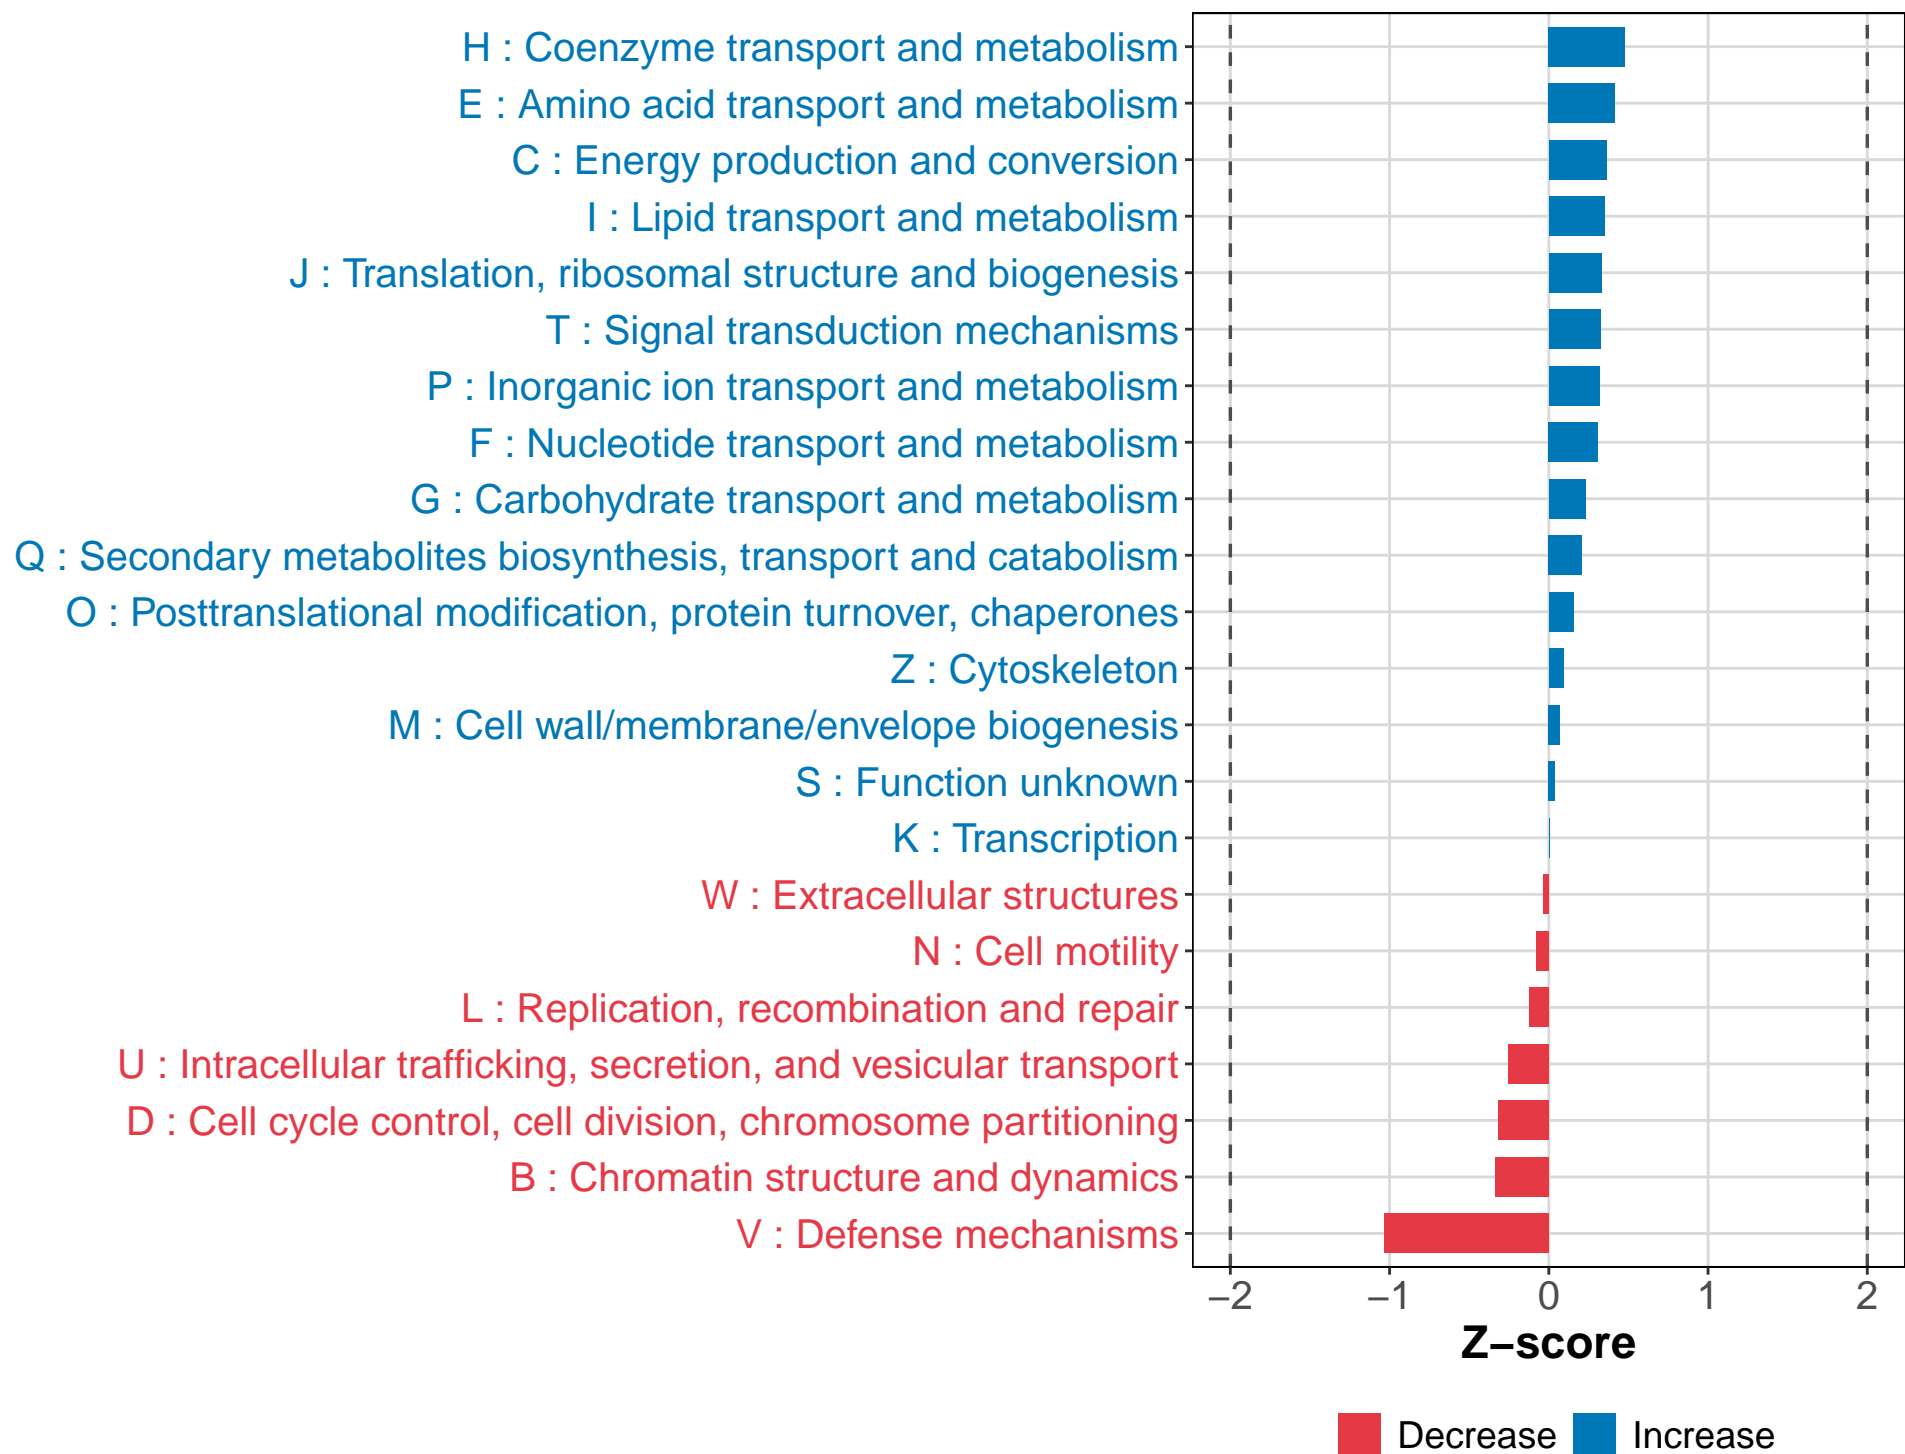 H : Coenzyme transport and metabolism
E : Amino acid transport and metabolism
C : Energy production and conversion
I : Lipid transport and metabolism
J : Translation, ribosomal structure and biogenesis
T : Signal transduction mechanisms
P : Inorganic ion transport and metabolism
F : Nucleotide transport and metabolism
G : Carbohydrate transport and metabolism
Q : Secondary metabolites biosynthesis, transport and catabolism
O : Posttranslational modification, protein turnover, chaperones
Z : Cytoskeleton
M : Cell wall/membrane/envelope biogenesis
S : Function unknown
K : Transcription
W : Extracellular structures
N : Cell motility
L : Replication, recombination and repair
U : Intracellular trafficking, secretion, and vesicular transport
D : Cell cycle control, cell division, chromosome partitioning
B : Chromatin structure and dynamics
V : Defense mechanisms
−2 −1 0 1 2
Z−score
Decrease Increase